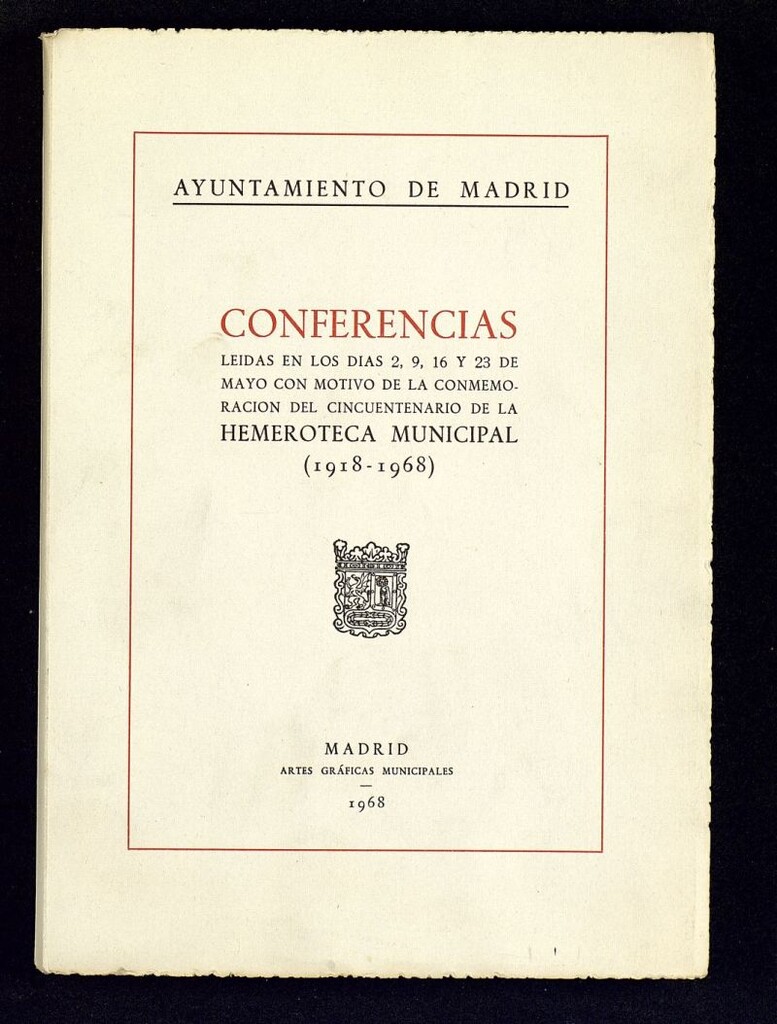 AYUNTAMIENTO DE MADRID
CONFERENCIAS
LEIDAS EN LOS DIAS 2, 9, 16 Y 23 DE
MAYO CON MOTIVO DE LA CONMEMO-
RACION DEL CINCUENTENARIO DE LA
HEMEROTECA MUNICIPAL
(1918-1968)
MADRID
ARTES GRÁFICAS MUNICIPALES
—
1968